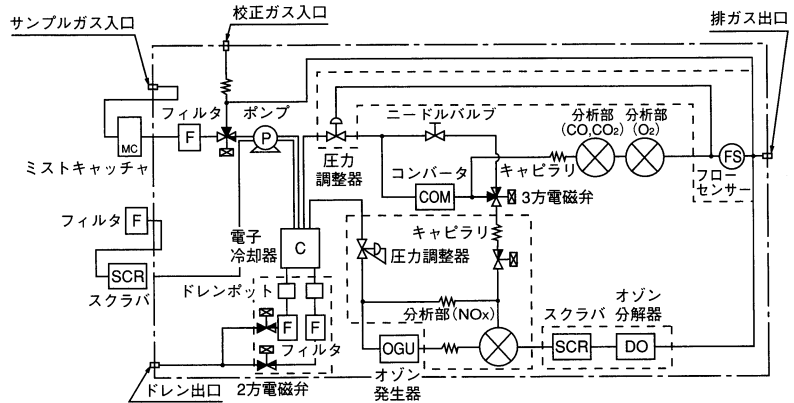 サンプルガス入口
校正ガス入口
排ガス出口
フィルタ
ポンプ
ニードルバルブ
分析部
(CO,CO₂)
分析部
(O₂)
MC
F
P
FS
ミストキャッチャ
圧力
調整器
コンバータ
COM
キャピラリ
フロー
センサー
3方電磁弁
フィルタ
F
SCR
スクラバ
電子
冷却器
C
キャピラリ
圧力調整器
ドレンポット
F
F
フィルタ
分析部(NOx)
OGU
オゾン
発生器
スクラバ
SCR
オゾン
分解器
DO
ドレン出口
2方電磁弁